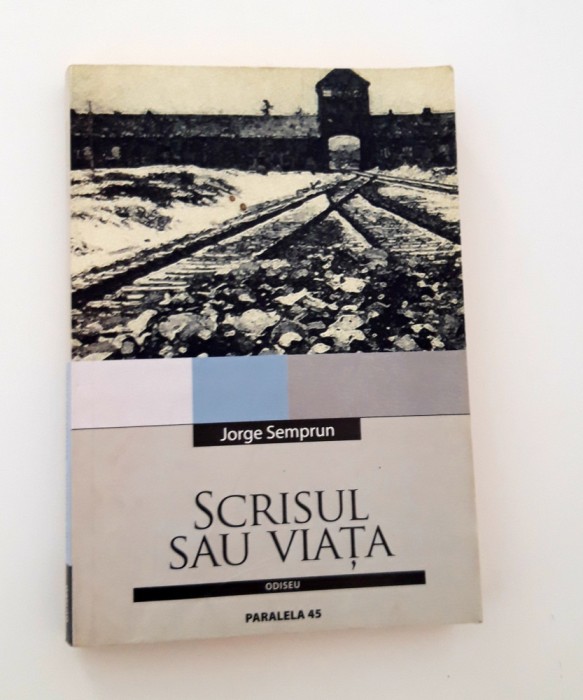 Jorge Semprun
SCRISUL
SAU VIAȚA
ODISEU
PARALELA 45